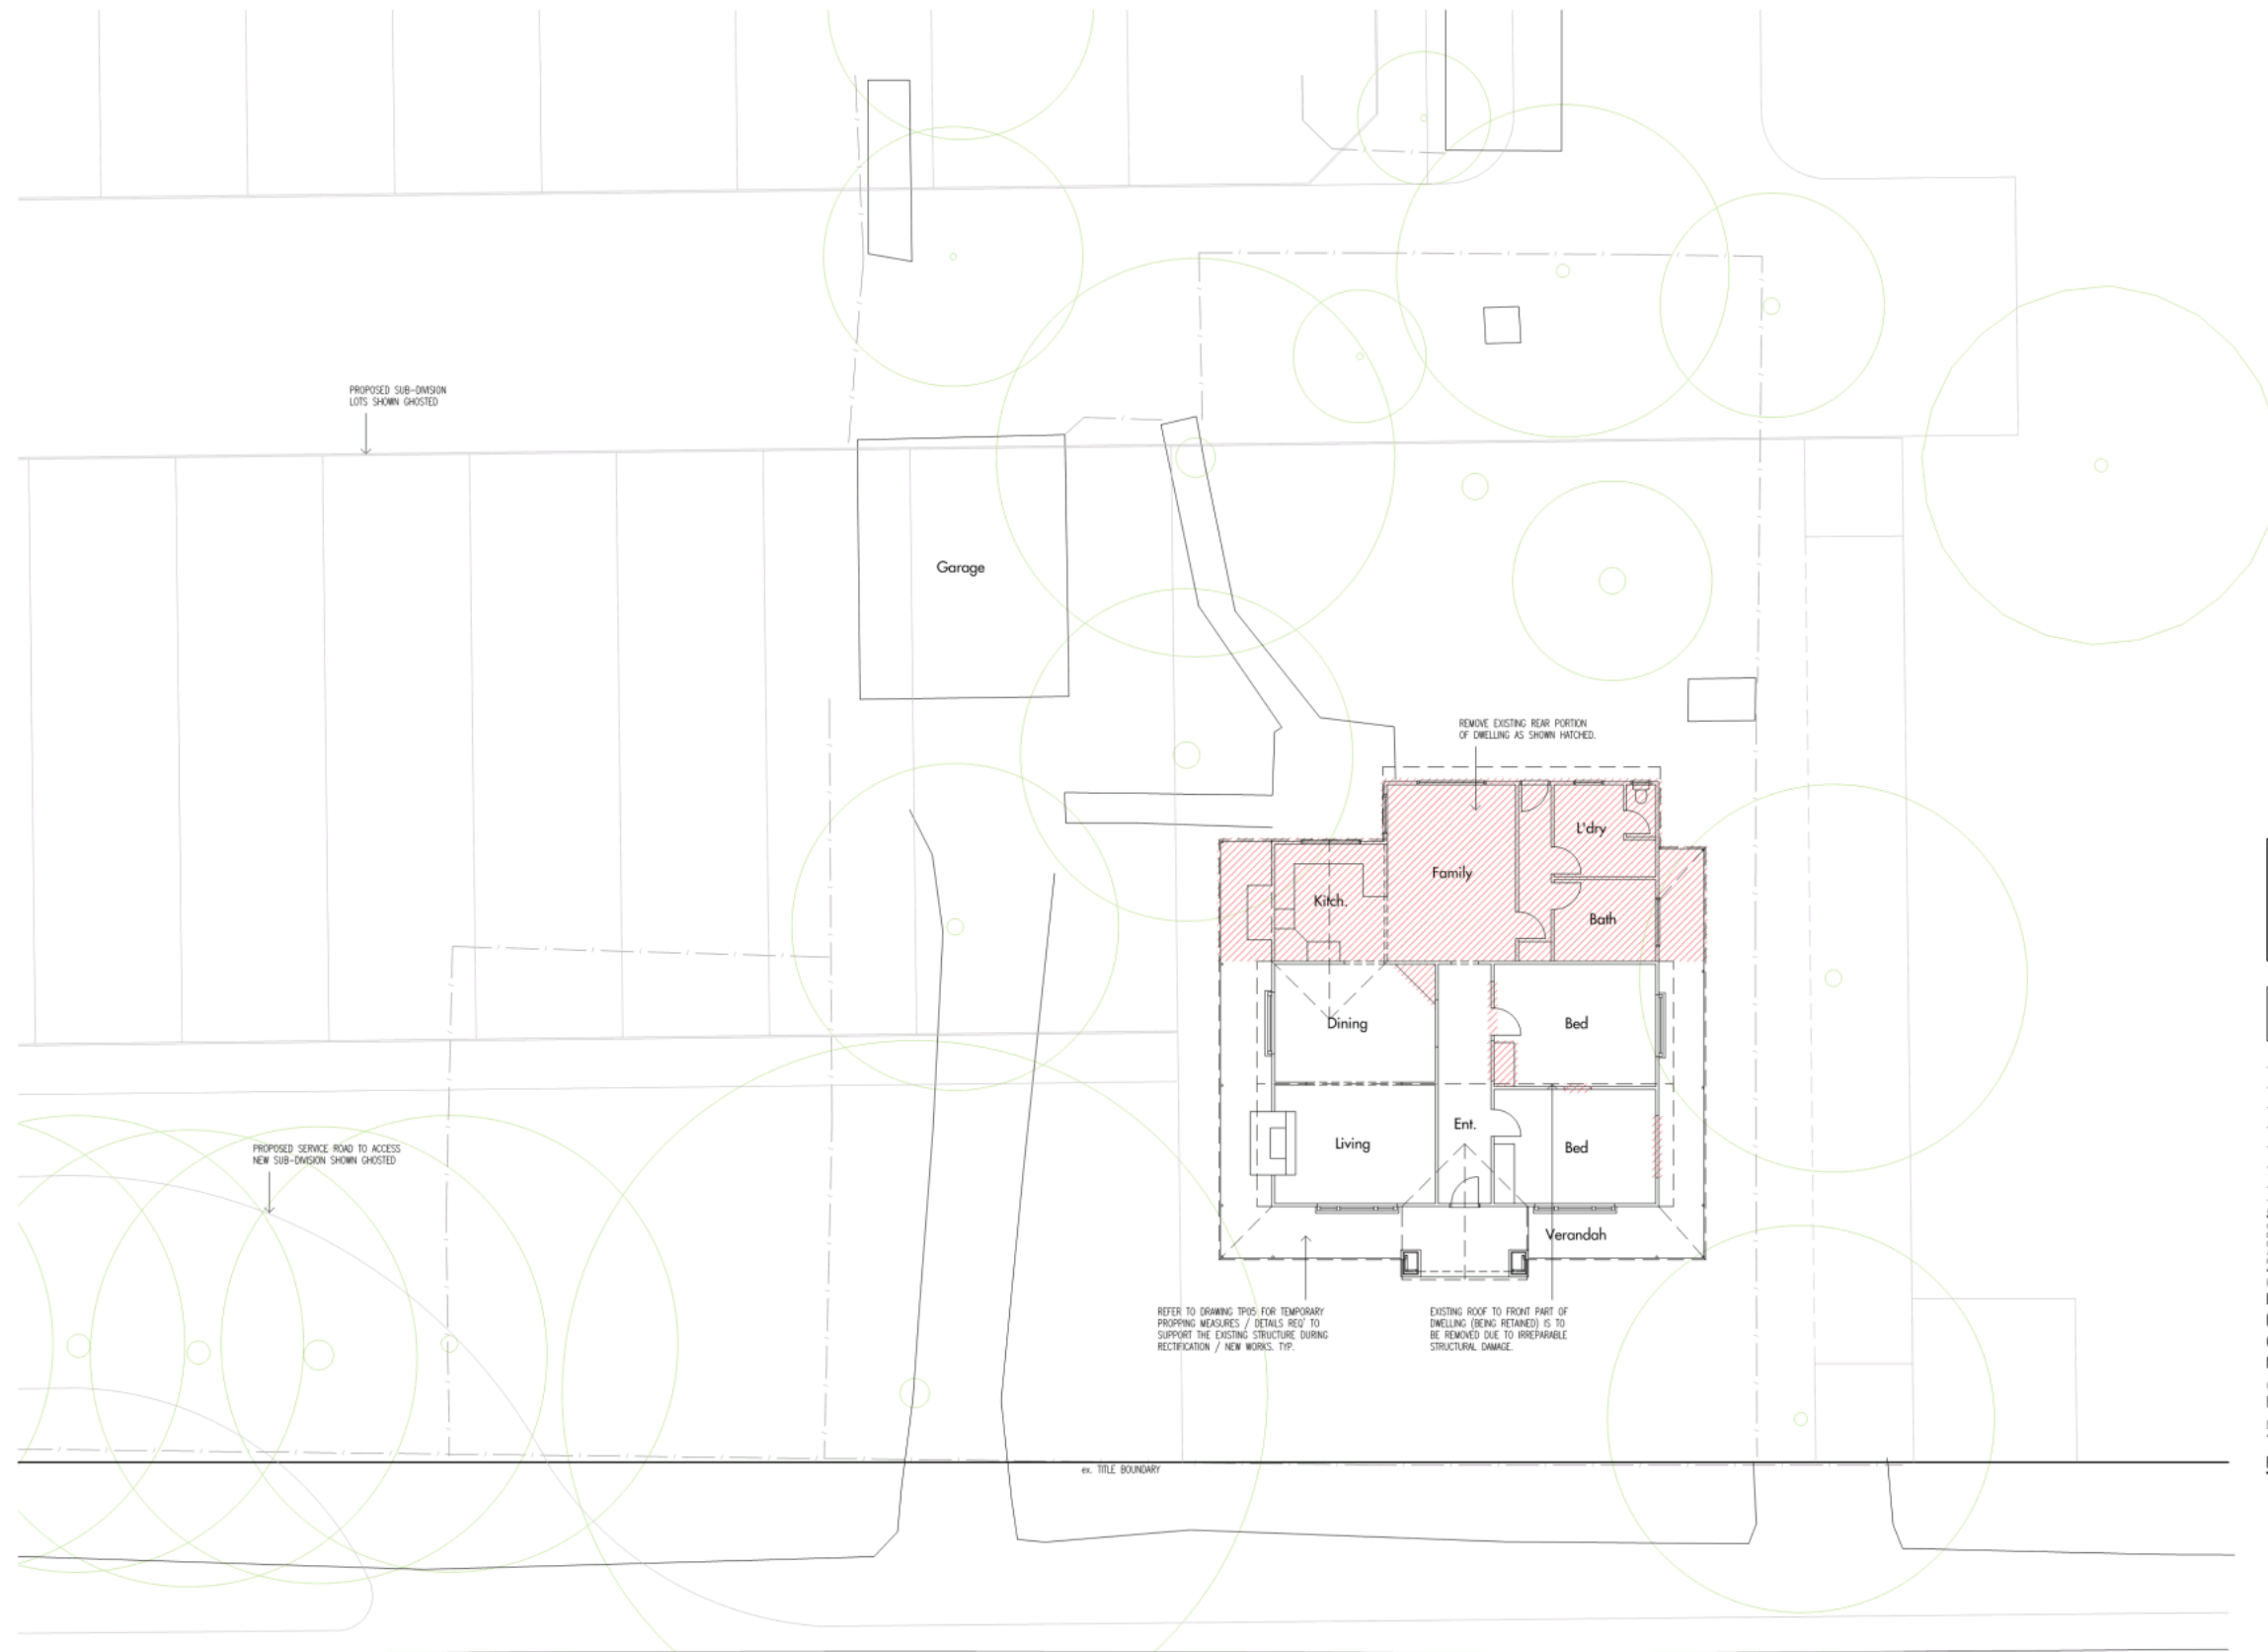 PROPOSED SUB-DIVISION
LOTS SHOWN GHOSTED
Garage
REMOVE EXISTING REAR PORTION
OF DWELLING AS SHOWN HATCHED.
L'dry
Family
Kitch.
Bath
Dining
Bed
Ent.
Living
Bed
Verandah
PROPOSED SERVICE ROAD TO ACCESS
NEW SUB-DIVISION SHOWN GHOSTED
REFER TO DRAWING TP05 FOR TEMPORARY
PROPPING MEASURES / DETAILS REQ' TO
SUPPORT THE EXISTING STRUCTURE DURING
RECTIFICATION / NEW WORKS. TYP.
EXISTING ROOF TO FRONT PART OF
DWELLING (BEING RETAINED) IS TO
BE REMOVED DUE TO IRREPARABLE
STRUCTURAL DAMAGE.
ex. TITLE BOUNDARY